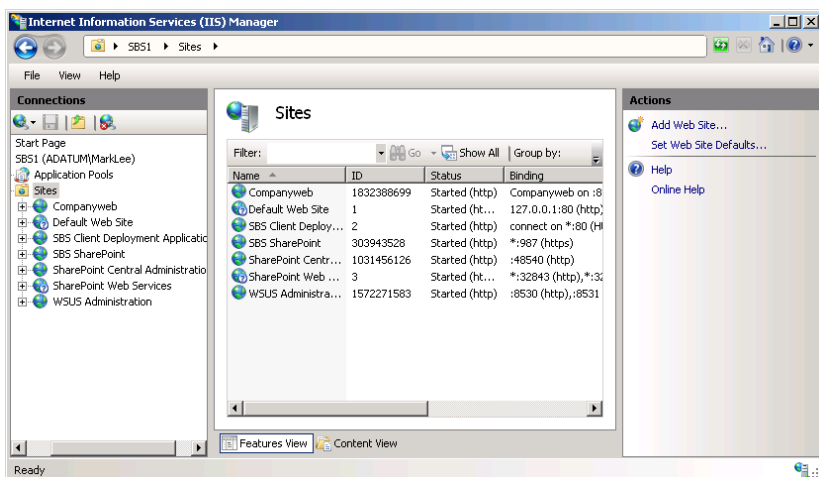 Internet Information Services (IIS) Manager
SBS1 Sites
File View Help
Connections
Start Page
SBS1 (ADATUM\MarkLee)
Application Pools
Sites
Companyweb
Default Web Site
SBS Client Deployment Applicatic
SBS SharePoint
SharePoint Central Administratio
SharePoint Web Services
WSUS Administration
Sites
Filter: Go Show All Group by:
Name ID Status Binding
Companyweb 1832388699 Started (http) Companyweb on :8
Default Web Site 1 Started (ht... 127.0.0.1:80 (http)
SBS Client Deploy... 2 Started (http) connect on *:80 (H
SBS SharePoint 303943528 Started (http) *:987 (https)
SharePoint Centr... 1031456126 Started (http) :48540 (http)
SharePoint Web ... 3 Started (ht... *:32843 (http),*:32
WSUS Administra... 1572271583 Started (http) :8530 (http),:8531
Features View Content View
Actions
Add Web Site...
Set Web Site Defaults...
Help
Online Help
Ready